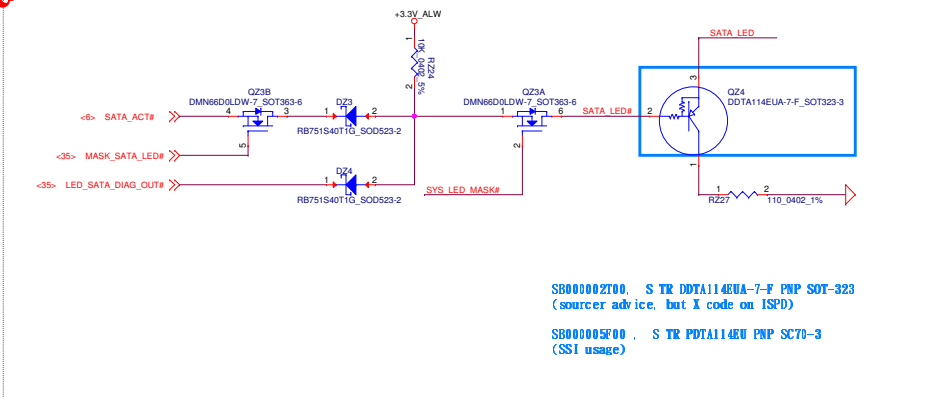 +3.3V_ALW
1
10K_0402_5%
RZ24
2
QZ3B
DMN66D0LDW-7_SOT363-6
DZ3
QZ3A
DMN66D0LDW-7_SOT363-6
SATA_LED
3
QZ4
DDTA114EUA-7-F_SOT323-3
<6> SATA_ACT#
4
3
1
2
1
6
SATA_LED#
2
RB751S40T1G_SOD523-2
5
2
<35> MASK_SATA_LED#
1
DZ4
<35> LED_SATA_DIAG_OUT#
1
2
SYS_LED_MASK#
RB751S40T1G_SOD523-2
1
2
RZ27
110_0402_1%
SB000002T00, S TR DDTA114EUA-7-F PNP SOT-323
(sourcer advice, but X code on ISPD)
SB000005F00 , S TR PDTA114EU PNP SC70-3
(SSI usage)